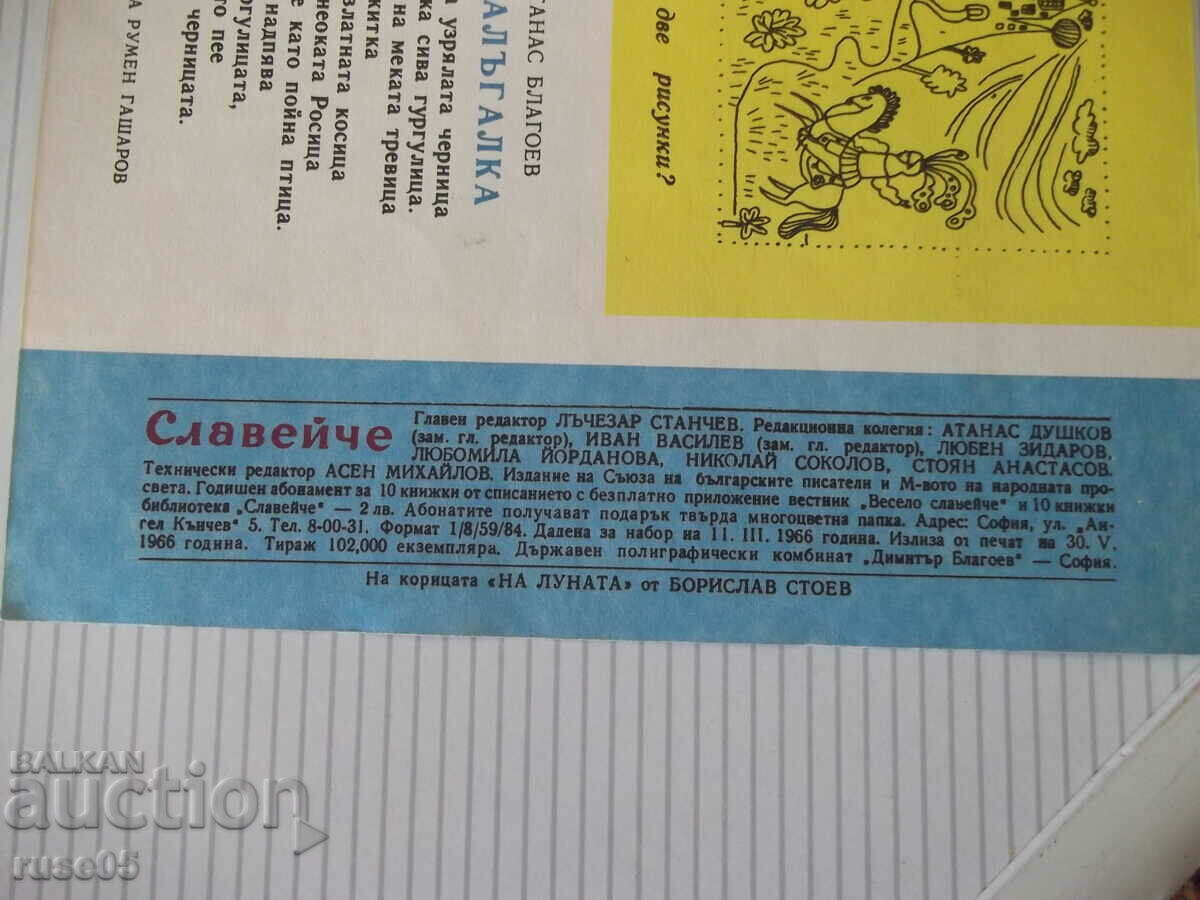 ТАНАС БЛАГОЕВ
АЛЪГАЛКА
узрялата черница
ка сива гургулица.
на меката тревица
китка
златната косица
неоката Росица
е като пойна птица.
надпява
ргулицата,
то пее
черницата.
А РУМЕН ГАШАРОВ
две рисунки?
Славейче
Главен редактор ЛЪЧЕЗАР СТАНЧЕВ. Редакционна колегия: АТАНАС ДУШКОВ
(зам. гл. редактор), ИВАН ВАСИЛЕВ (зам. гл. редактор), ЛЮБЕН ЗИДАРОВ,
ЛЮБОМИЛА ЙОРДАНОВА, НИКОЛАЙ СОКОЛОВ, СТОЯН АНАСТАСОВ.
Технически редактор АСЕН МИХАЙЛОВ. Издание на Съюза на българските писатели и М-вото на народната про-
света. Годишен абонамент за 10 книжки от списанието с безплатно приложение вестник „Весело славейче“ и 10 книжки
библиотека „Славейче“ — 2 лв. Абонатите получават подарък твърда многоцветна папка. Адрес: София, ул. „Ан-
гел Кънчев“ 5. Тел. 8-00-31. Формат 1/8/59/84. Дадена за набор на 11. III. 1966 година. Излиза от печат на 30. V.
1966 година. Тираж 102,000 екземпляра. Държавен полиграфически комбинат „Димитър Благоев“ — София.
На корицата «НА ЛУНАТА» от БОРИСЛАВ СТОЕВ
BALKAN
auction
ruse05